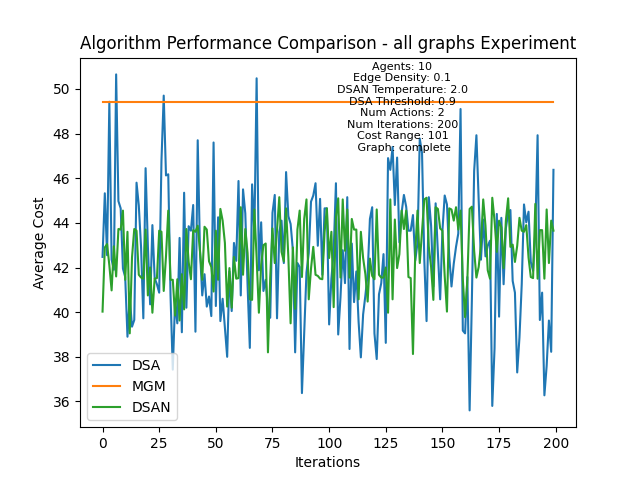 Algorithm Performance Comparison - all graphs Experiment
Agents: 10
Edge Density: 0.1
DSAN Temperature: 2.0
DSA Threshold: 0.9
Num Actions: 2
Num Iterations: 200
Cost Range: 101
Graph: complete
Average Cost
50
48
46
44
42
40
38
36
DSA
MGM
DSAN
0
25
50
75
100
125
150
175
200
Iterations